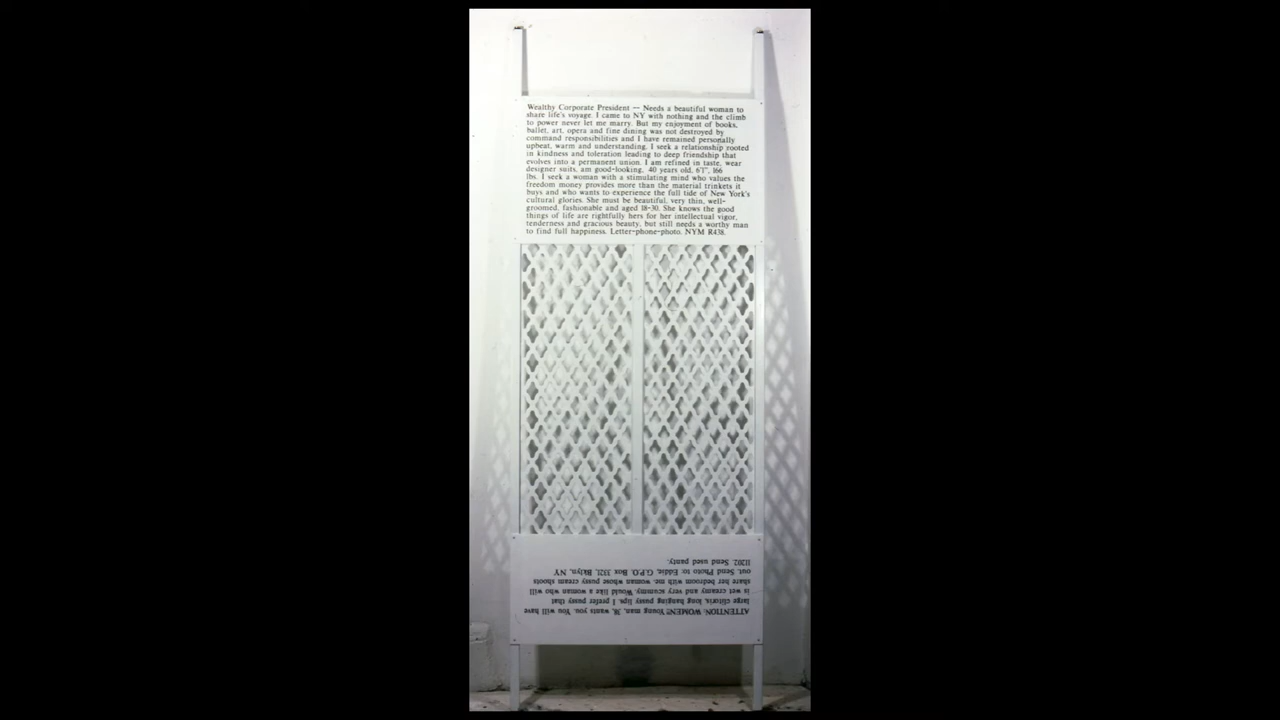 Wealthy Corporate President — Needs a beautiful woman to
share life's voyage. I came to NY with nothing and the climb
to power never let me marry. But my enjoyment of books,
ballet, art, opera and fine dining was not destroyed by
command responsibilities and I have remained personally
upbeat, warm and understanding. I seek a relationship rooted
in kindness and toleration leading to deep friendship that
evolves into a permanent union. I am refined in taste, wear
designer suits, am good-looking, 40 years old, 6'1", 166
lbs. I seek a woman with a stimulating mind who values the
freedom money provides more than the material trinkets it
buys and who wants to experience the full tide of New York's
cultural glories. She must be beautiful, very thin, well-
groomed, fashionable and aged 18-30. She knows the good
things of life are rightfully hers for her intellectual vigor,
tenderness and gracious beauty, but still needs a worthy man
to find full happiness. Letter-phone-photo. NYM R438.
ATTENTION, WOMEN! Young man, 38, wants you. You will have
large clitoris, long hanging pussy lips. I prefer pussy that
is wet creamy and very scummy. Would like a woman who will
share her bedroom with me, woman whose pussy cream shoots
out. Send Photo to: Eddie, G.P.O. Box 3321, Bklyn, NY
11202. Send used panty.